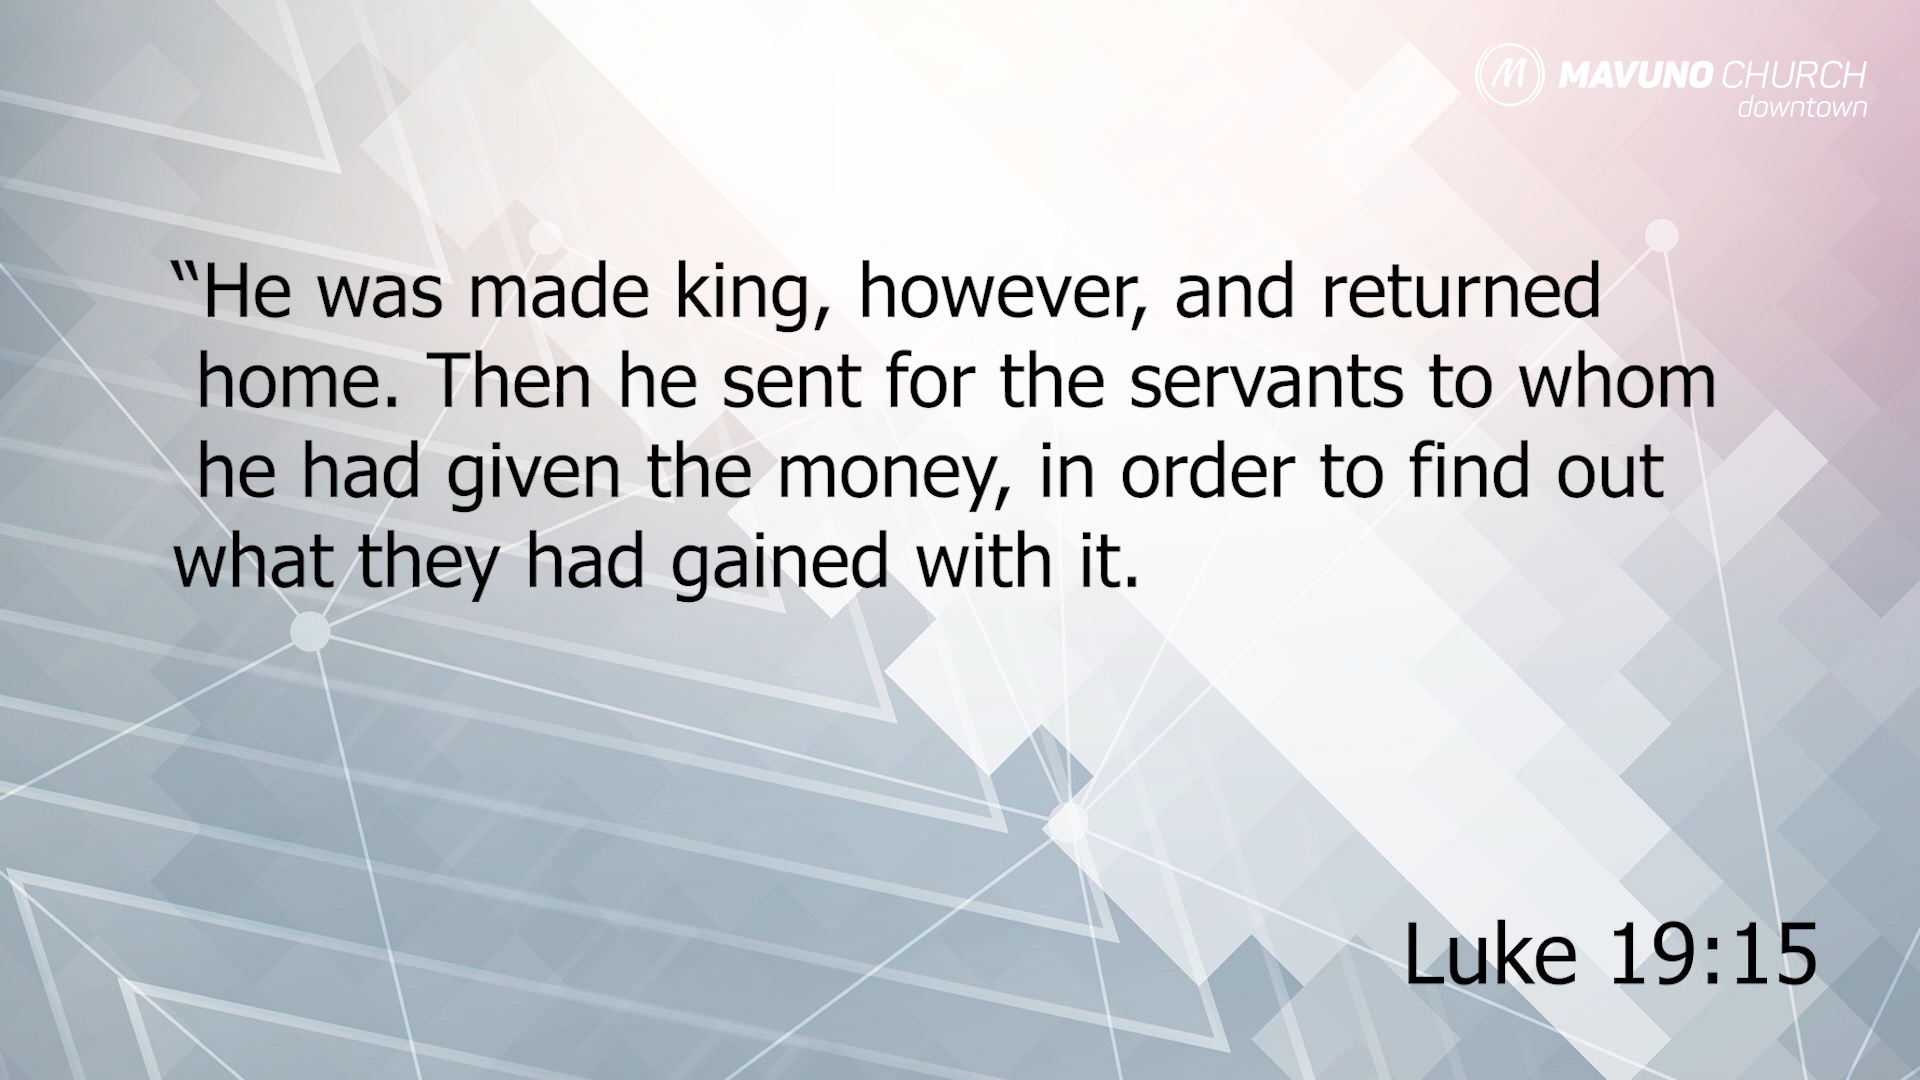 MAVUNO CHURCH
downtown
“He was made king, however, and returned
home. Then he sent for the servants to whom
he had given the money, in order to find out
what they had gained with it.
Luke 19:15